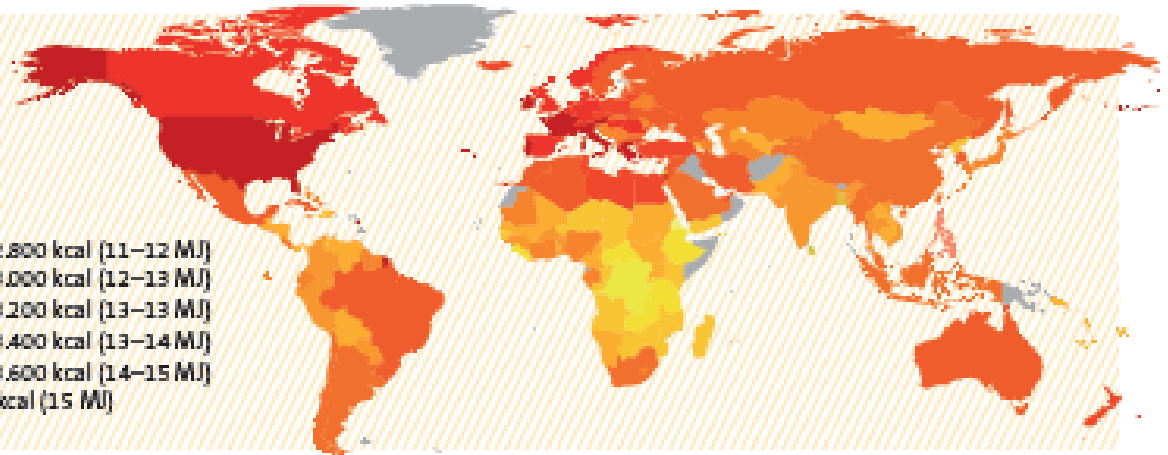 .800 kcal (11–12 MJ)
.000 kcal (12–13 MJ)
.200 kcal (13–13 MJ)
.400 kcal (13–14 MJ)
.600 kcal (14–15 MJ)
kcal (15 MJ)